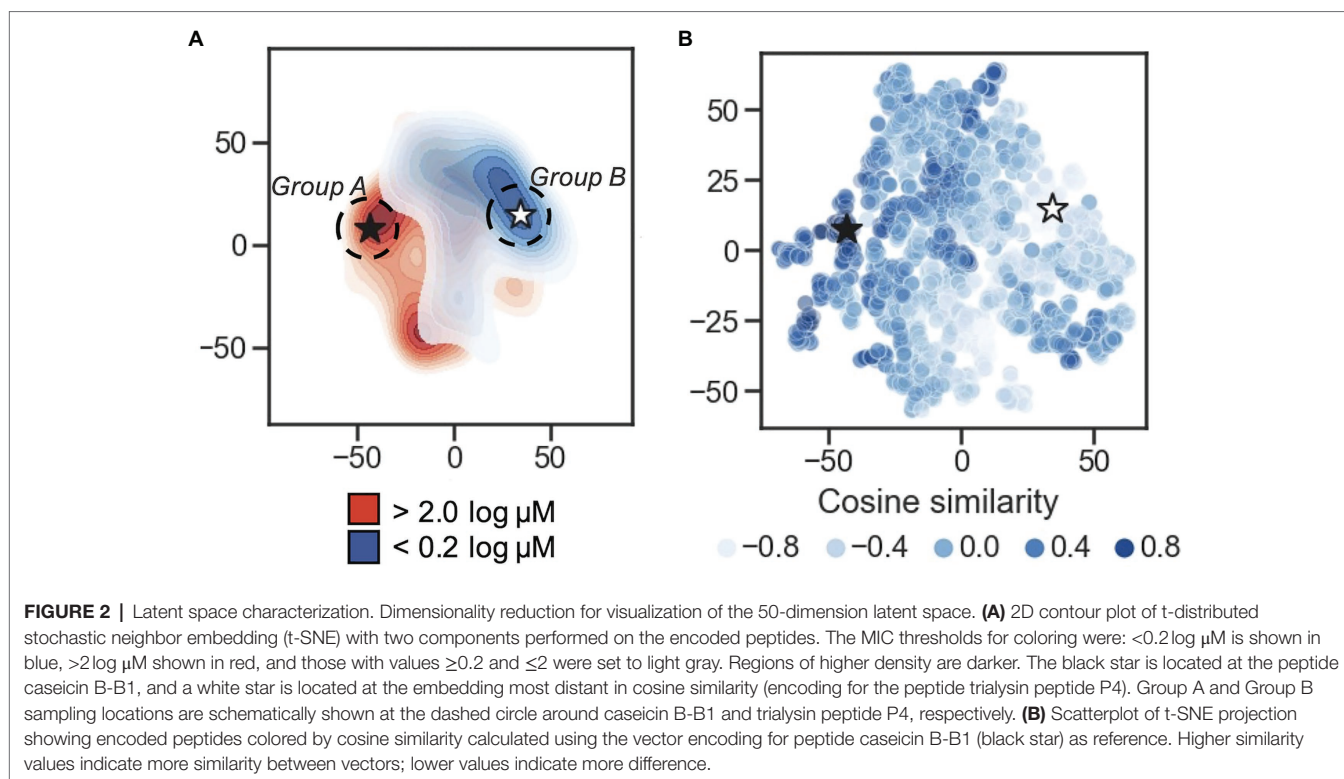 A
50
0
−50
Group A
Group B
−50
0
50
> 2.0 log µM
< 0.2 log µM
B
50
25
0
−25
−50
−50
0
50
Cosine similarity
−0.8
−0.4
0.0
0.4
0.8
FIGURE 2 | Latent space characterization. Dimensionality reduction for visualization of the 50-dimension latent space. (A) 2D contour plot of t-distributed
stochastic neighbor embedding (t-SNE) with two components performed on the encoded peptides. The MIC thresholds for coloring were: <0.2 log µM is shown in
blue, >2 log µM shown in red, and those with values ≥0.2 and ≤2 were set to light gray. Regions of higher density are darker. The black star is located at the peptide
caseicin B-B1, and a white star is located at the embedding most distant in cosine similarity (encoding for the peptide trialysin peptide P4). Group A and Group B
sampling locations are schematically shown at the dashed circle around caseicin B-B1 and trialysin peptide P4, respectively. (B) Scatterplot of t-SNE projection
showing encoded peptides colored by cosine similarity calculated using the vector encoding for peptide caseicin B-B1 (black star) as reference. Higher similarity
values indicate more similarity between vectors; lower values indicate more difference.